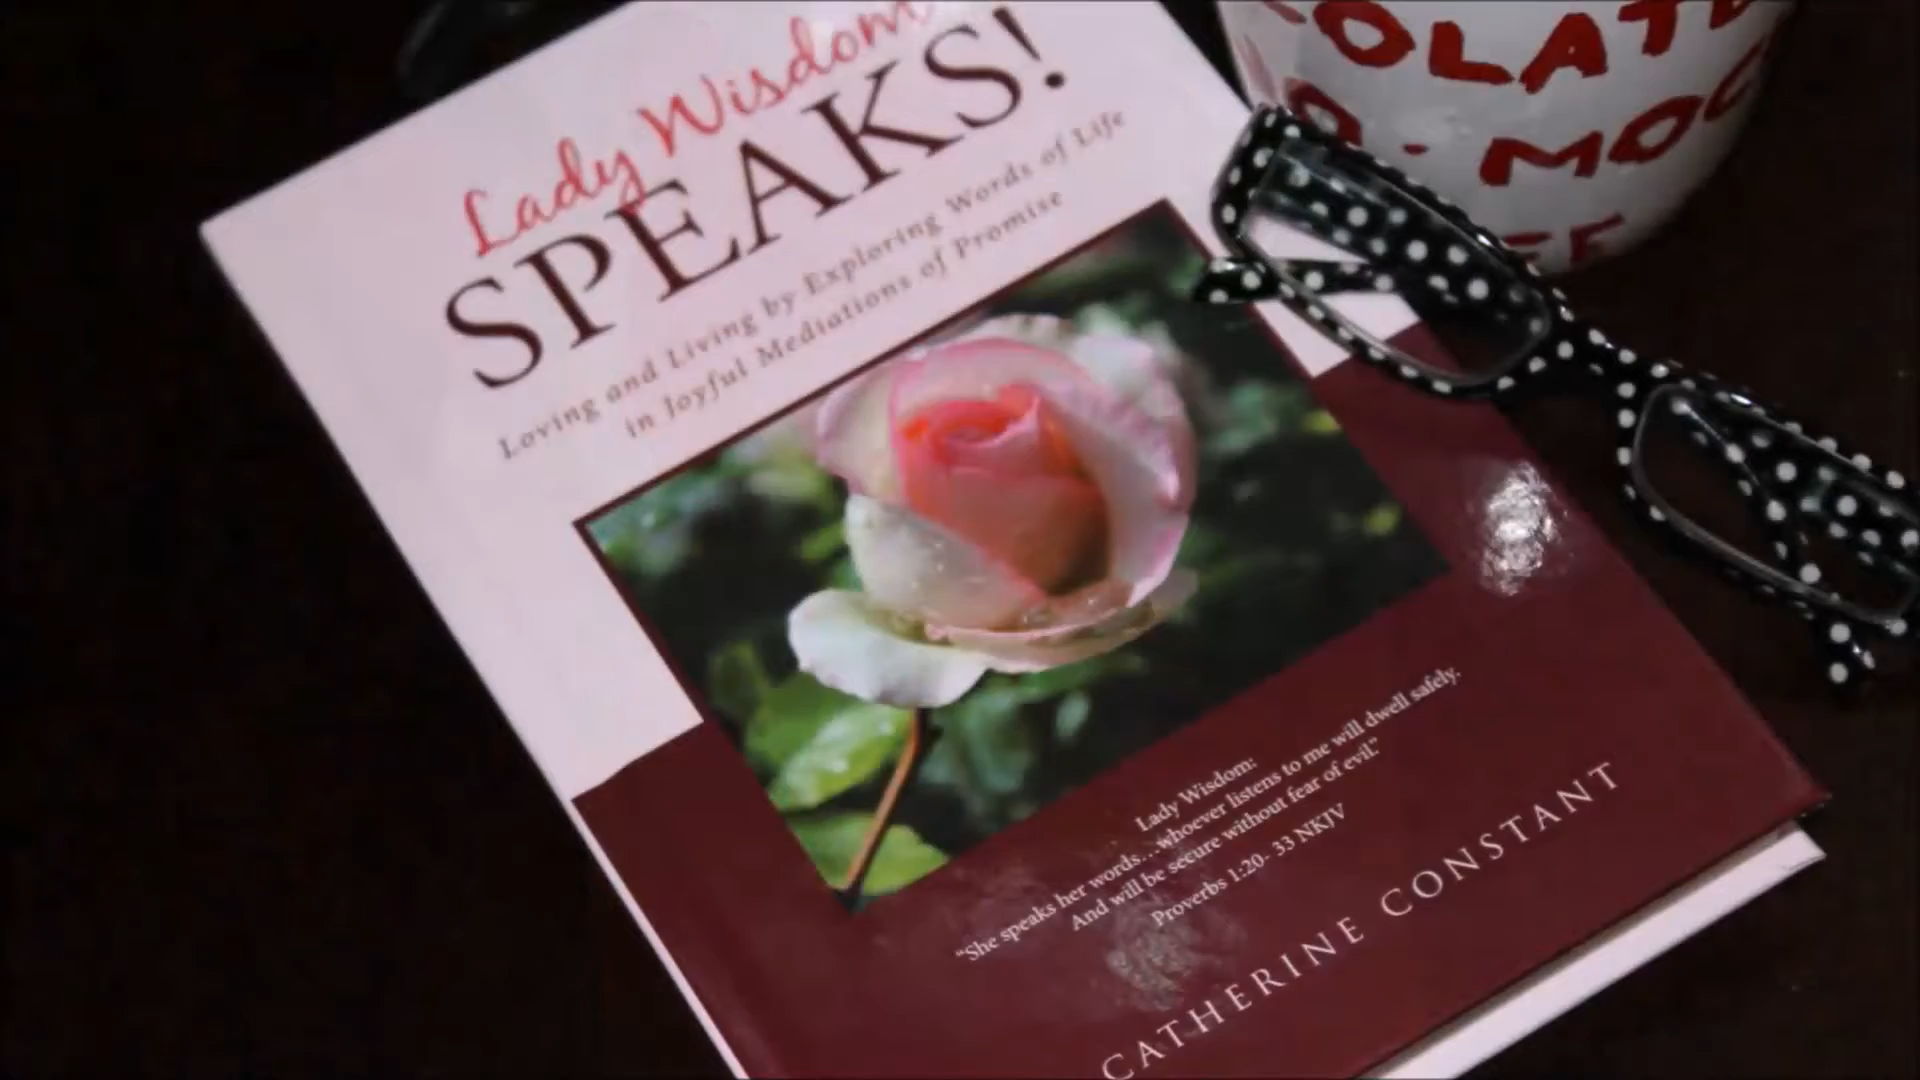 Lady Wisdom
SPEAKS!
Loving and Living by Exploring Words of Life
in Joyful Mediations of Promise
Lady Wisdom:
“She speaks her words...whoever listens to me will dwell safely.
And will be secure without fear of evil.”
Proverbs 1:20- 33 NKJV
CATHERINE CONSTANT